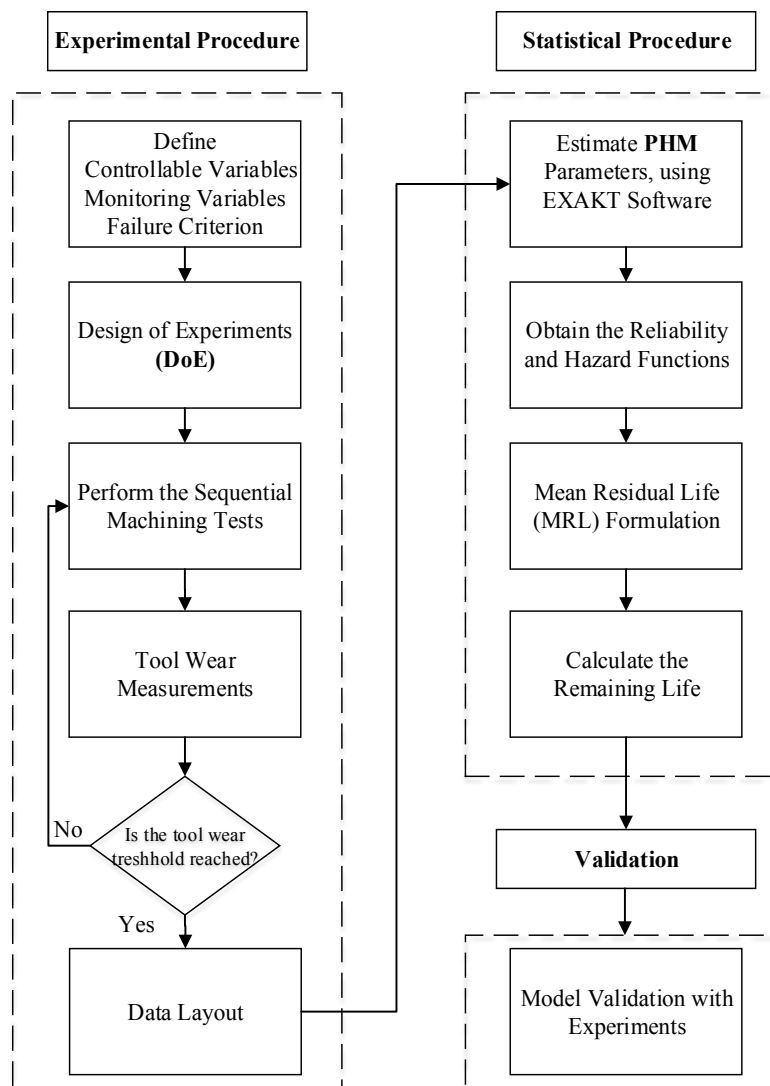 Experimental Procedure
Define
Controllable Variables
Monitoring Variables
Failure Criterion
Design of Experiments
(DoE)
Perform the Sequential
Machining Tests
Tool Wear
Measurements
Is the tool wear
treshhold reached?
No
Yes
Data Layout
Statistical Procedure
Estimate PHM
Parameters, using
EXAKT Software
Obtain the Reliability
and Hazard Functions
Mean Residual Life
(MRL) Formulation
Calculate the
Remaining Life
Validation
Model Validation with
Experiments